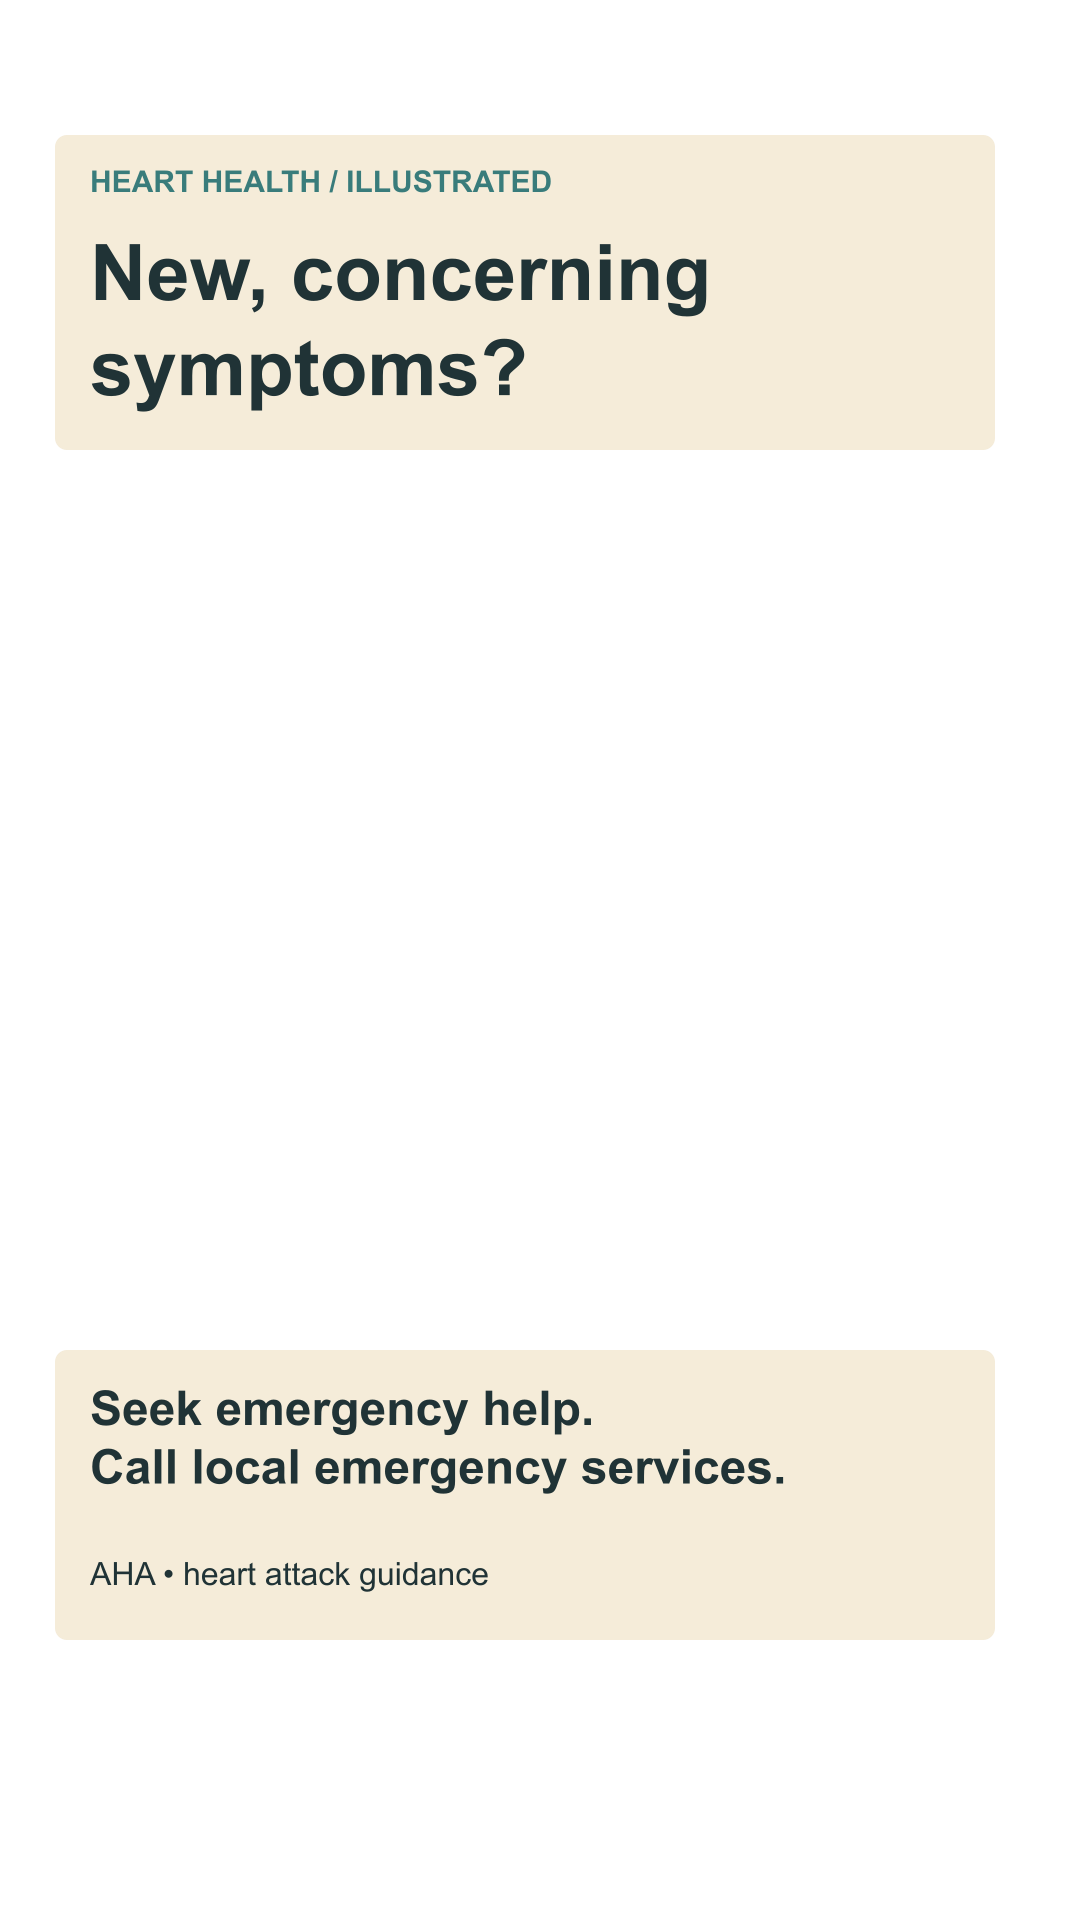 HEART HEALTH / ILLUSTRATED
New, concerning
symptoms?
Seek emergency help.
Call local emergency services.
AHA • heart attack guidance